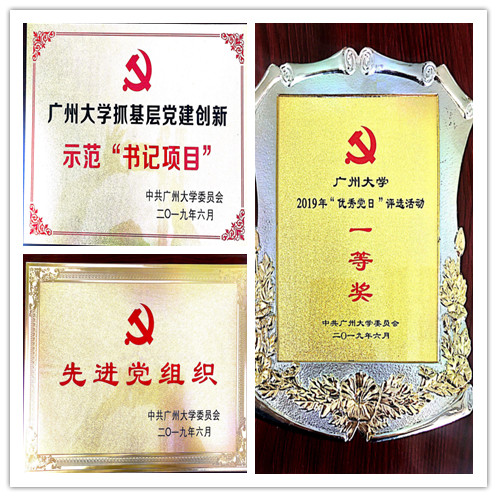 广州大学抓基层党建创新
示范“书记项目”
中共广州大学委员会
二〇一九年六月
先进党组织
中共广州大学委员会
二〇一九年六月
广州大学
2019年“优秀党日”评选活动
一等奖
中共广州大学委员会
二〇一九年六月